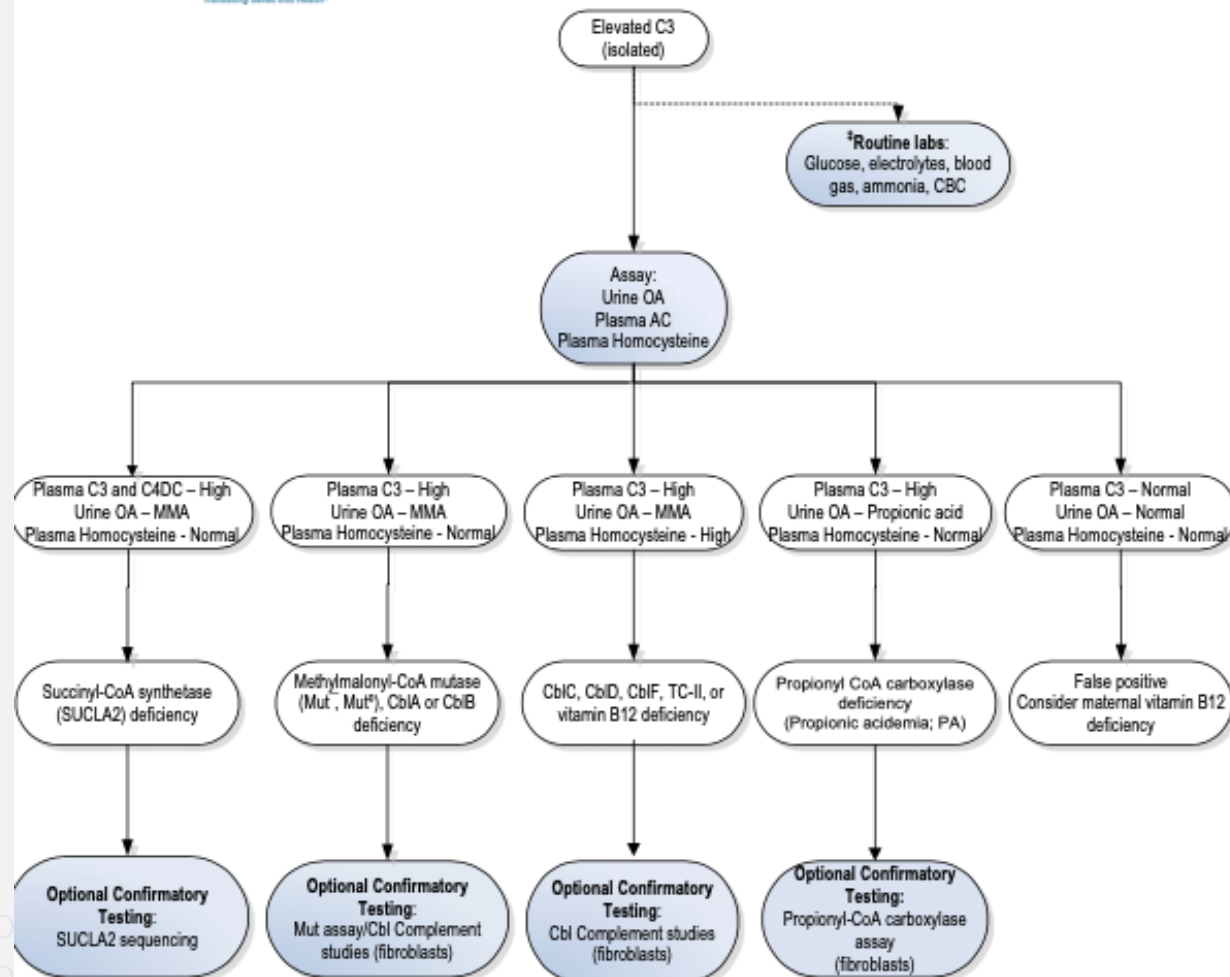 Elevated C3
(isolated)
‡Routine labs:
Glucose, electrolytes, blood
gas, ammonia, CBC
Assay:
Urine OA
Plasma AC
Plasma Homocysteine
Plasma C3 and C4DC – High
Urine OA – MMA
Plasma Homocysteine - Normal
Plasma C3 – High
Urine OA – MMA
Plasma Homocysteine - Normal
Plasma C3 – High
Urine OA – MMA
Plasma Homocysteine - High
Plasma C3 – High
Urine OA – Propionic acid
Plasma Homocysteine - Normal
Plasma C3 – Normal
Urine OA – Normal
Plasma Homocysteine - Normal
Succinyl-CoA synthetase
(SUCLA2) deficiency
Methylmalonyl-CoA mutase
(Mut⁻, Mut⁰), CblA or CblB
deficiency
CblC, CblD, CblF, TC-II, or
vitamin B12 deficiency
Propionyl CoA carboxylase
deficiency
(Propionic acidemia; PA)
False positive
Consider maternal vitamin B12
deficiency
Optional Confirmatory
Testing:
SUCLA2 sequencing
Optional Confirmatory
Testing:
Mut assay/Cbl Complement
studies (fibroblasts)
Optional Confirmatory
Testing:
Cbl Complement studies
(fibroblasts)
Optional Confirmatory
Testing:
Propionyl-CoA carboxylase
assay
(fibroblasts)